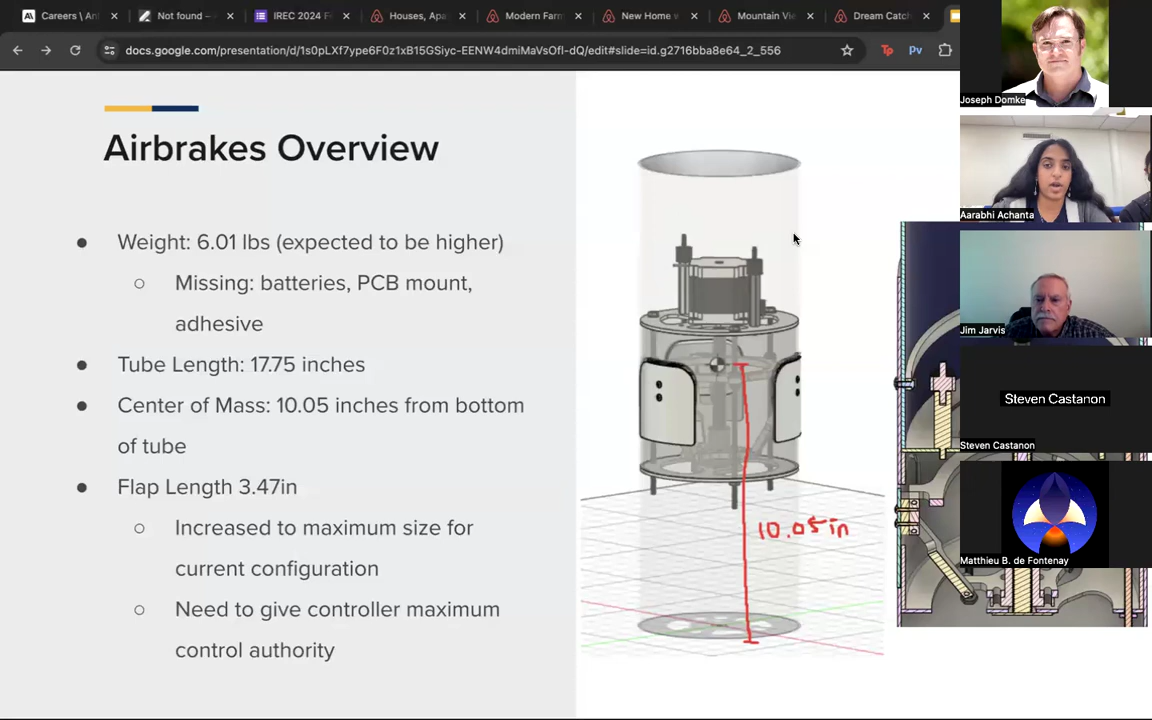 Careers \ An
Not found –
IREC 2024 F
Houses, Apa
Modern Farm
New Home w
Mountain Vi
Dream Catch
docs.google.com/presentation/d/1s0pLXf7ype6F0z1xB15GSiyc-EENW4dmiMaVsOfI-dQ/edit#slide=id.g2716bba8e64_2_556
Tp
Pv
Airbrakes Overview
● Weight: 6.01 lbs (expected to be higher)
○ Missing: batteries, PCB mount,
adhesive
● Tube Length: 17.75 inches
● Center of Mass: 10.05 inches from bottom
of tube
● Flap Length 3.47in
○ Increased to maximum size for
current configuration
○ Need to give controller maximum
control authority
10.05in
Joseph Domke
Aarabhi Achanta
Jim Jarvis
Steven Castanon
Steven Castanon
Matthieu B. de Fontenay